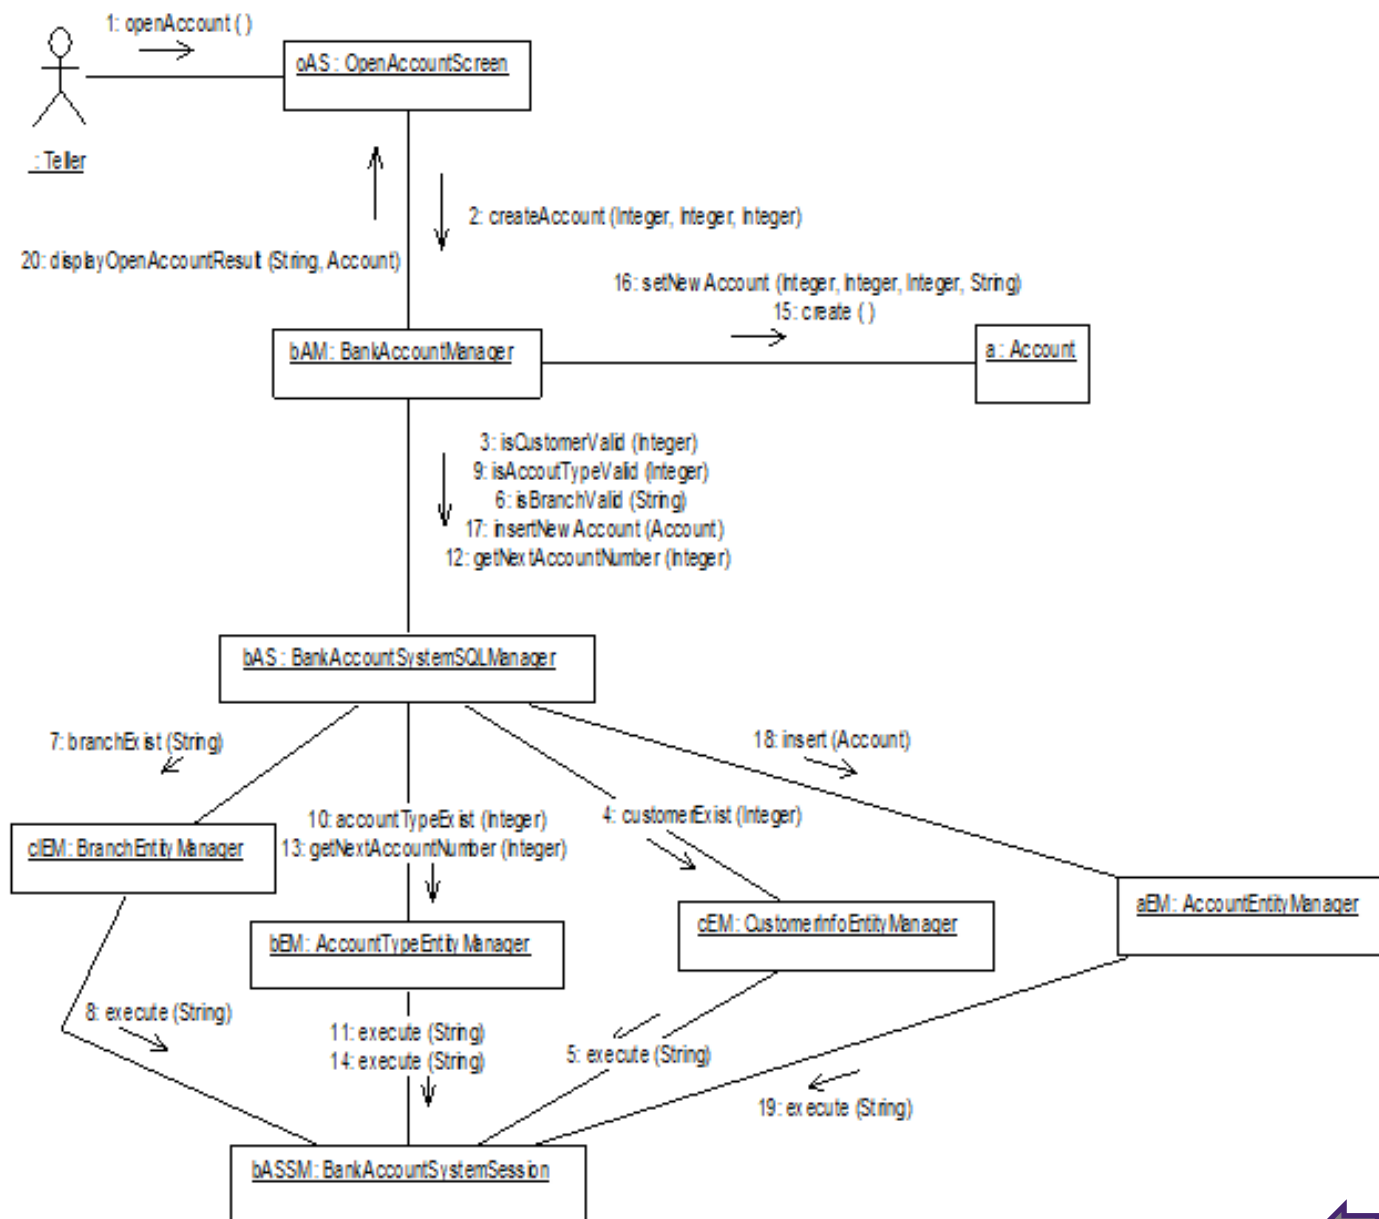 1: openAccount ( )
oAS : OpenAccountScreen
: Teller
2: createAccount (Integer, Integer, Integer)
20: displayOpenAccountResult (String, Account)
16: setNewAccount (Integer, Integer, Integer, String)
15: create ( )
bAM : BankAccountManager
a : Account
3: isCustomerValid (Integer)
9: isAccoutTypeValid (Integer)
6: isBranchValid (String)
17: insertNewAccount (Account)
12: getNextAccountNumber (Integer)
bAS : BankAccountSystemSQLManager
7: branchExist (String)
18: insert (Account)
10: accountTypeExist (Integer)
13: getNextAccountNumber (Integer)
4: customerExist (Integer)
clEM : BranchEntityManager
bEM : AccountTypeEntityManager
cEM : CustomerInfoEntityManager
aEM : AccountEntityManager
8: execute (String)
11: execute (String)
14: execute (String)
5: execute (String)
19: execute (String)
bASSM : BankAccountSystemSession